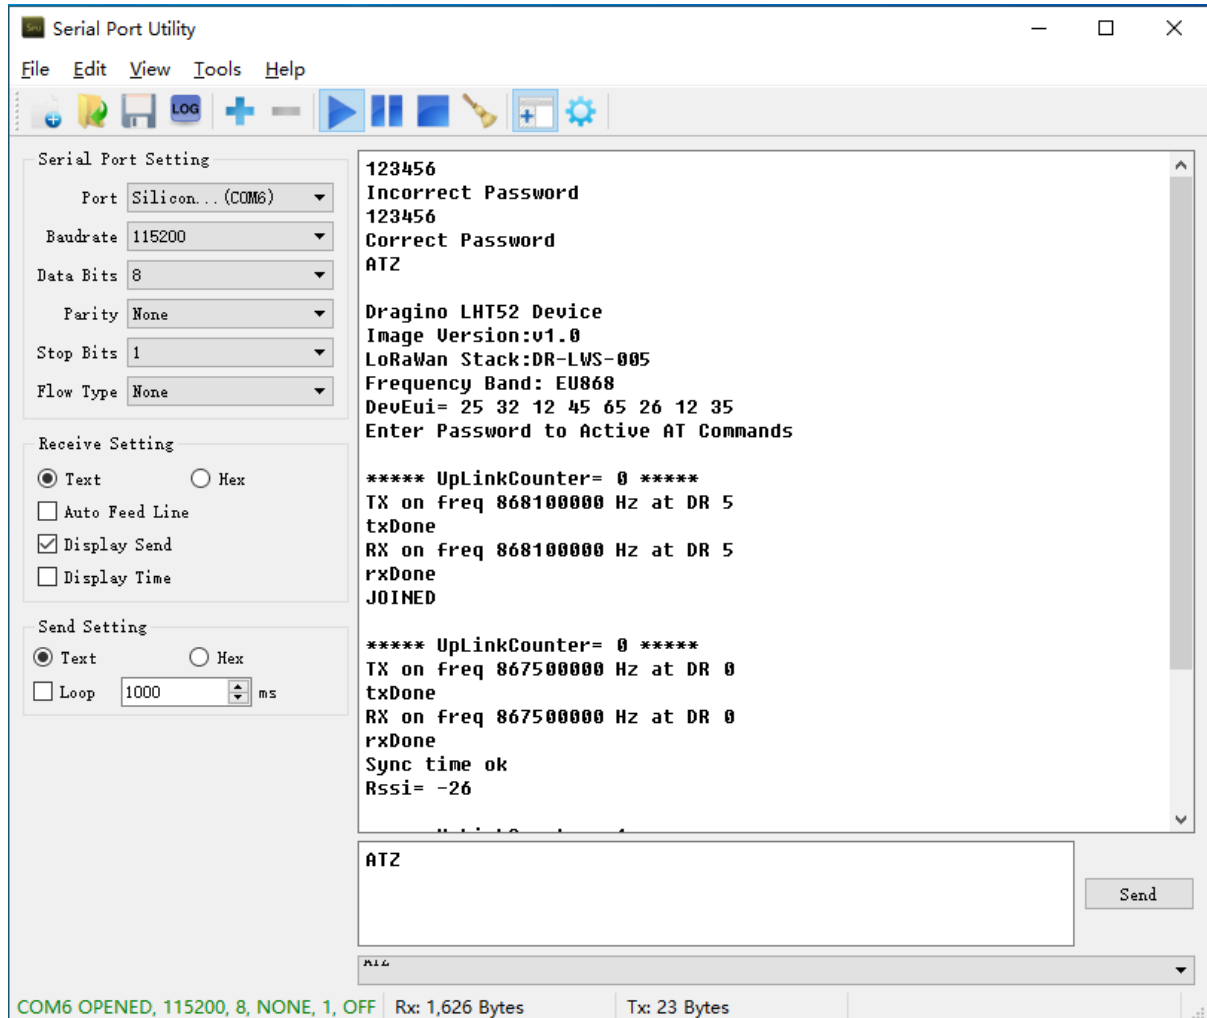 Serial Port Utility
File Edit View Tools Help
LOG
Serial Port Setting
Port Silicon...(COM6)
Baudrate 115200
Data Bits 8
Parity None
Stop Bits 1
Flow Type None
Receive Setting
Text Hex
Auto Feed Line
Display Send
Display Time
Send Setting
Text Hex
Loop 1000 ms
123456
Incorrect Password
123456
Correct Password
ATZ
Dragino LHT52 Device
Image Version:v1.0
LoRaWan Stack:DR-LWS-005
Frequency Band: EU868
DevEui= 25 32 12 45 65 26 12 35
Enter Password to Active AT Commands
***** UpLinkCounter= 0 *****
TX on freq 868100000 Hz at DR 5
txDone
RX on freq 868100000 Hz at DR 5
rxDone
JOINED
***** UpLinkCounter= 0 *****
TX on freq 867500000 Hz at DR 0
txDone
RX on freq 867500000 Hz at DR 0
rxDone
Sync time ok
Rssi= -26
ATZ
Send
ATZ
COM6 OPENED, 115200, 8, NONE, 1, OFF Rx: 1,626 Bytes Tx: 23 Bytes